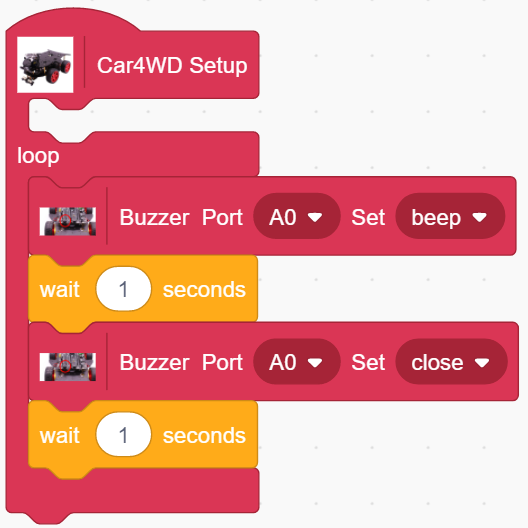 Car4WD Setup
loop
Buzzer Port A0 Set beep
wait 1 seconds
Buzzer Port A0 Set close
wait 1 seconds